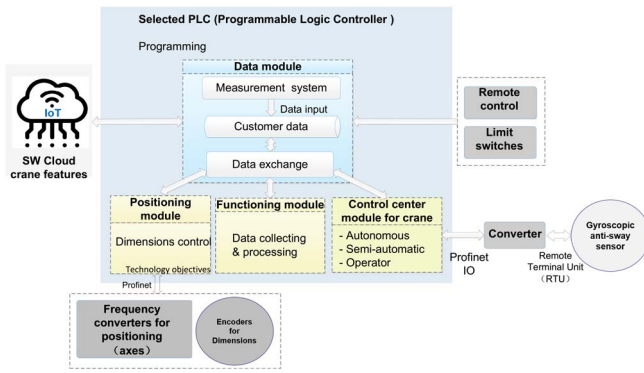 Selected PLC (Programmable Logic Controller )
Programming
Data module
Measurement system
Data input
Customer data
Data exchange
IoT
SW Cloud
crane features
Remote
control
Limit
switches
Positioning
module
Dimensions control
Technology objectives
Functioning module
Data collecting
& processing
Control center
module for crane
- Autonomous
- Semi-automatic
- Operator
Profinet
IO
Converter
Remote
Terminal Unit
(RTU)
Gyroscopic
anti-sway
sensor
Profinet
Frequency
converters for
positioning
(axes)
Encoders
for
Dimensions